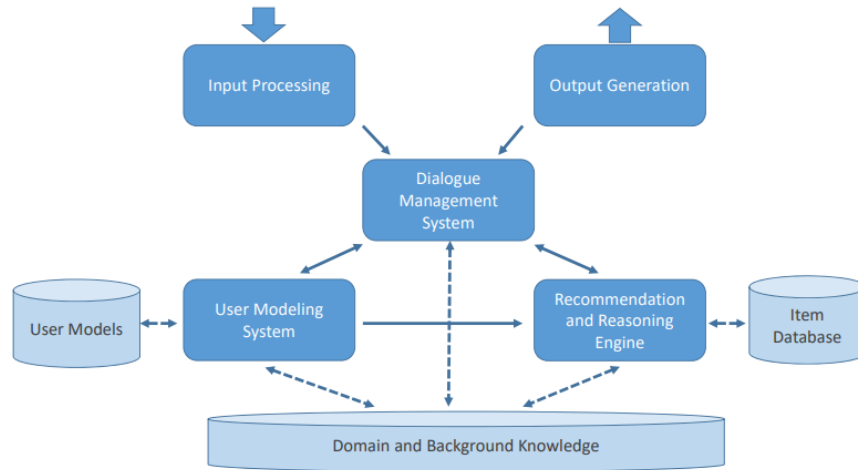 Input Processing
Output Generation
Dialogue
Management
System
User Models
User Modeling
System
Recommendation
and Reasoning
Engine
Item
Database
Domain and Background Knowledge